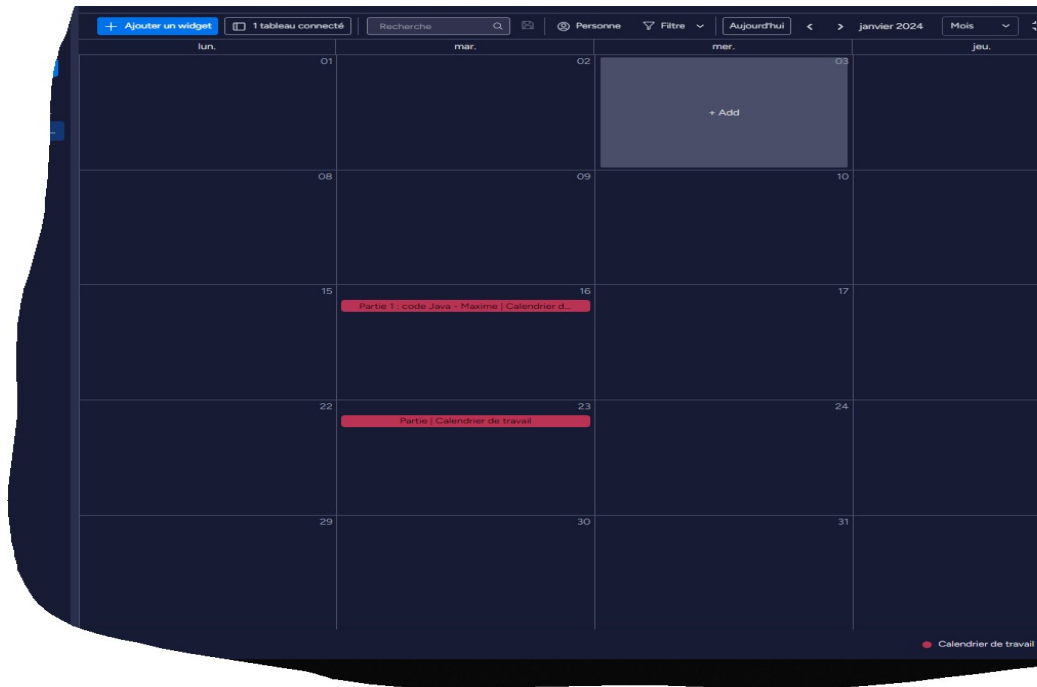 Ajouter un widget 1 tableau connecté Recherche Personne Filtre Aujourd'hui < > janvier 2024 Mois
lun. mar. mer. jeu.
01 02 03
+ Add
08 09 10
15 16 17
Partie 1 : code Java - Maxime | Calendrier d...
22 23 24
Partie | Calendrier de travail
29 30 31
Calendrier de travail